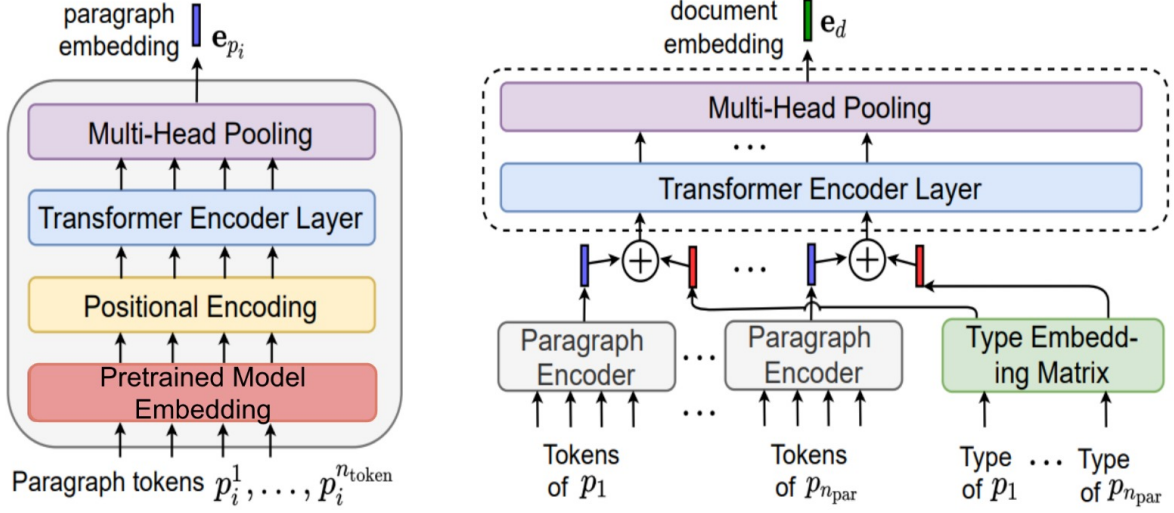 paragraph
embedding
e_{p_i}
Multi-Head Pooling
Transformer Encoder Layer
Positional Encoding
Pretrained Model
Embedding
Paragraph tokens p_i^1, ..., p_i^{n_token}
document
embedding
e_d
Multi-Head Pooling
...
Transformer Encoder Layer
+ ... +
Paragraph
Encoder
...
Paragraph
Encoder
Type Embedd-
ing Matrix
...
Tokens
of p_1
Tokens
of p_{n_par}
Type
of p_1
...
Type
of p_{n_par}